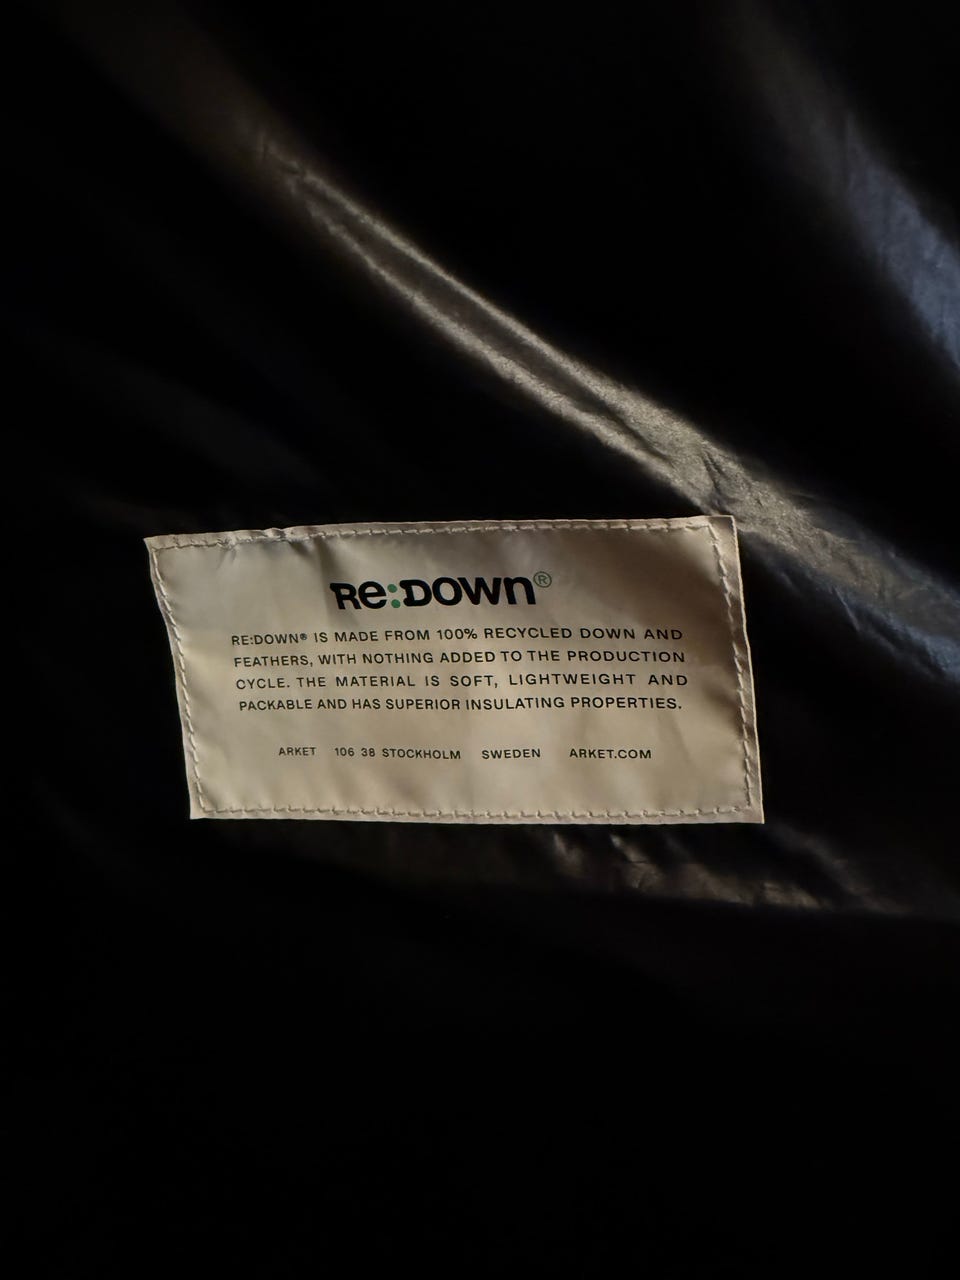 Re:DOWN®
RE:DOWN® IS MADE FROM 100% RECYCLED DOWN AND
FEATHERS, WITH NOTHING ADDED TO THE PRODUCTION
CYCLE. THE MATERIAL IS SOFT, LIGHTWEIGHT AND
PACKABLE AND HAS SUPERIOR INSULATING PROPERTIES.
ARKET 106 38 STOCKHOLM SWEDEN ARKET.COM